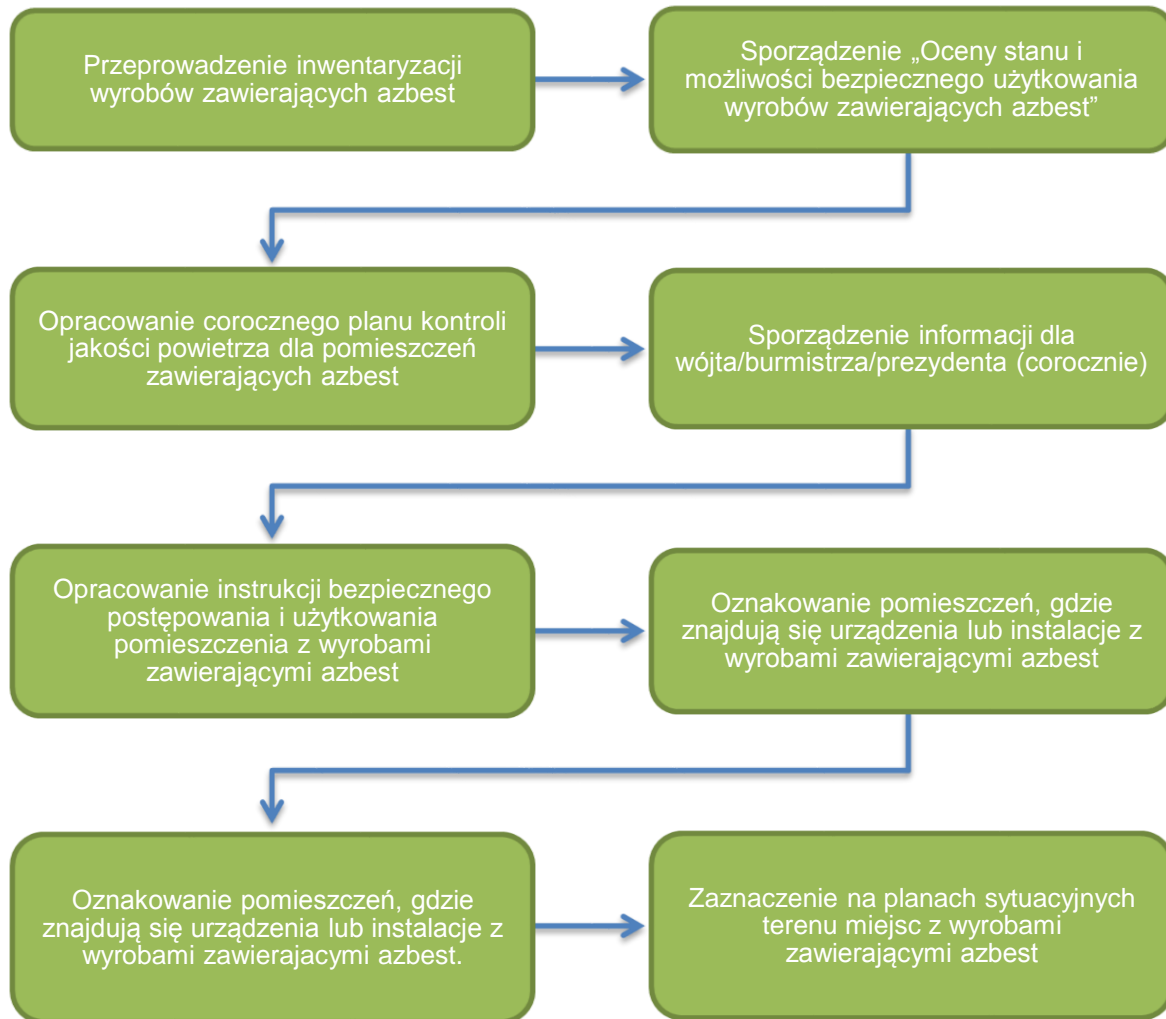 Przeprowadzenie inwentaryzacji
wyrobów zawierających azbest
Sporządzenie „Oceny stanu i
możliwości bezpiecznego użytkowania
wyrobów zawierających azbest”
Opracowanie corocznego planu kontroli
jakości powietrza dla pomieszczeń
zawierających azbest
Sporządzenie informacji dla
wójta/burmistrza/prezydenta (corocznie)
Opracowanie instrukcji bezpiecznego
postępowania i użytkowania
pomieszczenia z wyrobami
zawierającymi azbest
Oznakowanie pomieszczeń, gdzie
znajdują się urządzenia lub instalacje z
wyrobami zawierającymi azbest
Oznakowanie pomieszczeń, gdzie
znajdują się urządzenia lub instalacje z
wyrobami zawierajacymi azbest.
Zaznaczenie na planach sytuacyjnych
terenu miejsc z wyrobami
zawierającymi azbest